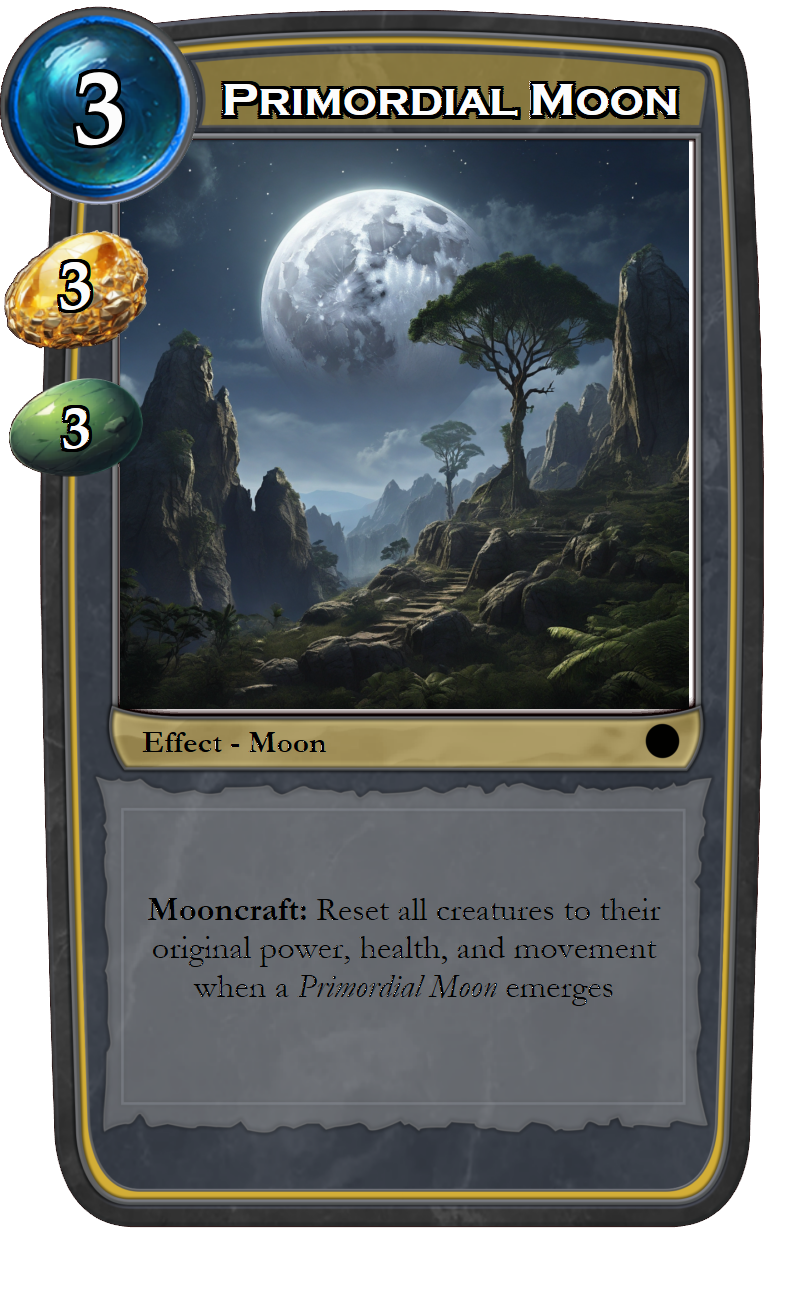 3
Primordial Moon
3
3
Effect - Moon
Mooncraft: Reset all creatures to their
original power, health, and movement
when a Primordial Moon emerges